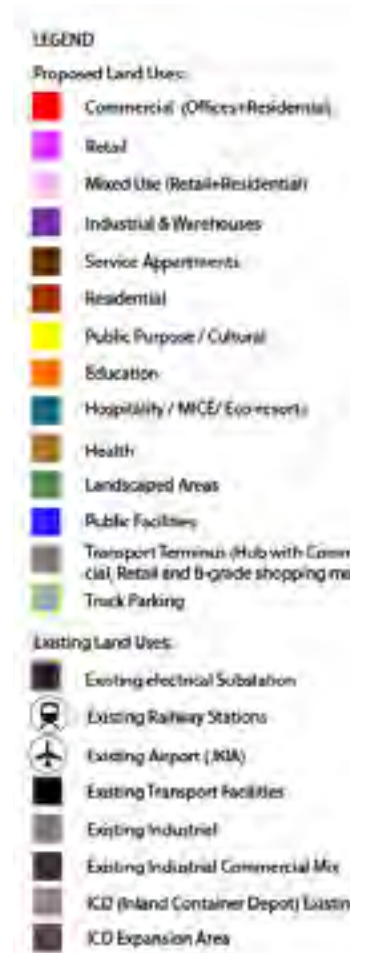 LEGEND
Proposed Land Uses:
Commercial (Offices+Residential)
Retail
Mixed Use (Retail+Residential)
Industrial & Warehouses
Service Appartments
Residential
Public Purpose / Cultural
Education
Hospitality / MICE/ Eco-resorts
Health
Landscaped Areas
Public Facilities
Transport Terminus (Hub with Comm
cial, Retail and B-grade shopping
Truck Parking
Existing Land Uses:
Existing electrical Substation
Existing Railway Stations
Existing Airport (JKIA)
Existing Transport Facilities
Existing Industriel
Existing Industrial Commercial Mix
ICD (Inland Container Depot) Existin
ICD Expansion Area